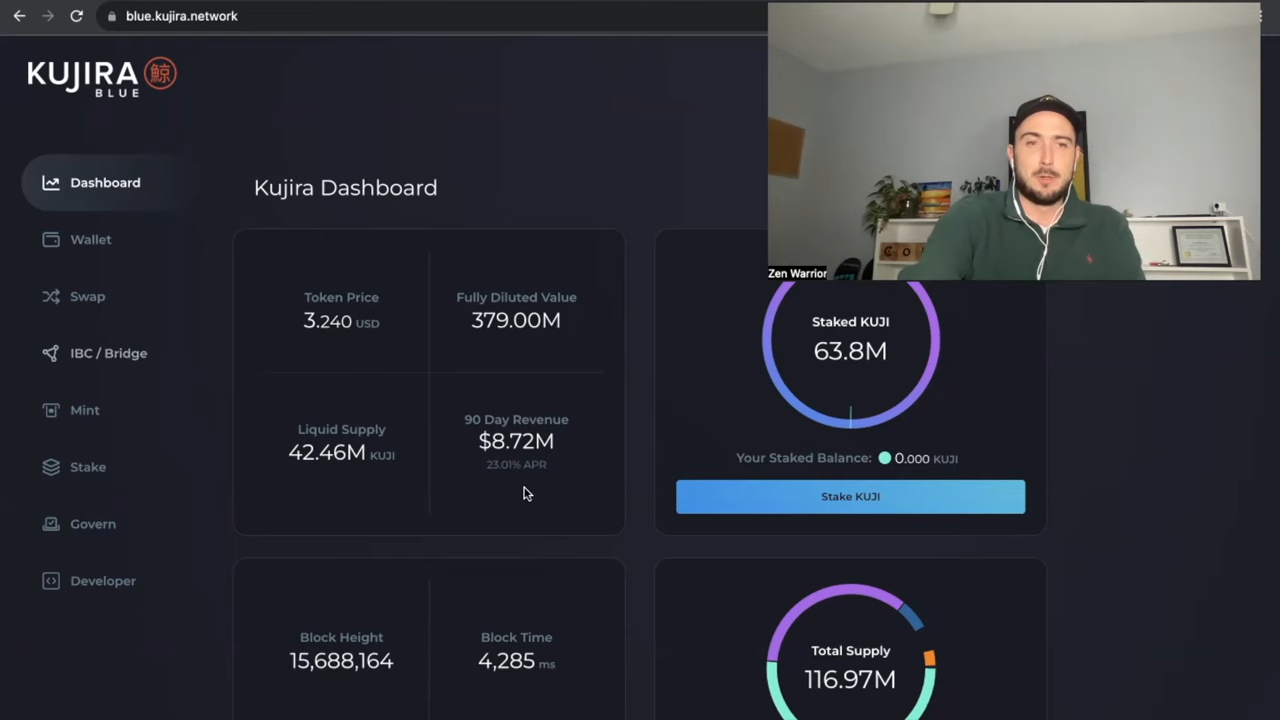 blue.kujira.network
KUJIRA 鯨
BLUE
Dashboard
Wallet
Swap
IBC / Bridge
Mint
Stake
Govern
Developer
Kujira Dashboard
Token Price
3.240 USD
Fully Diluted Value
379.00M
Liquid Supply
42.46M KUJI
90 Day Revenue
$8.72M
23.01% APR
Staked KUJI
63.8M
Your Staked Balance: 0.000 KUJI
Stake KUJI
Block Height
15,688,164
Block Time
4,285 ms
Total Supply
116.97M
Zen Warrior